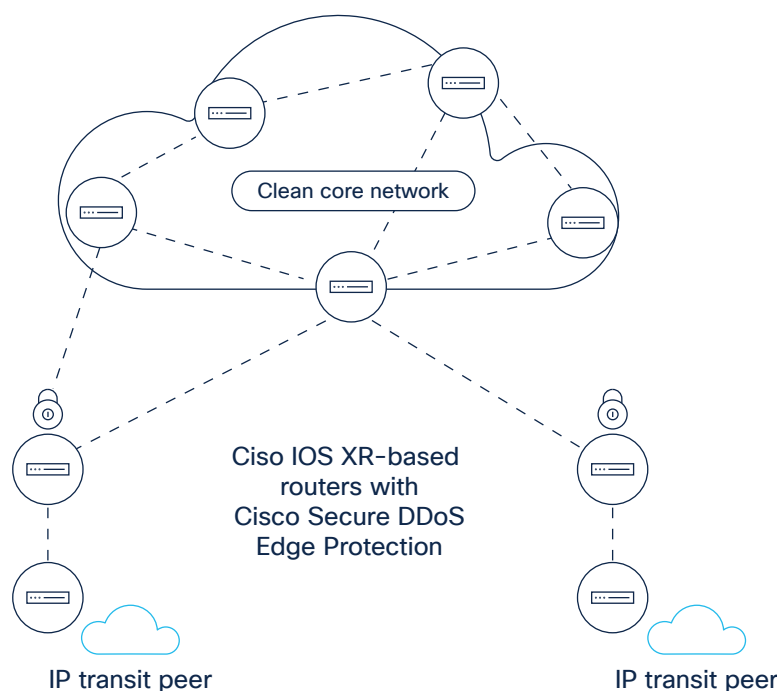 Clean core network
Ciso IOS XR-based
routers with
Cisco Secure DDoS
Edge Protection
IP transit peer
IP transit peer